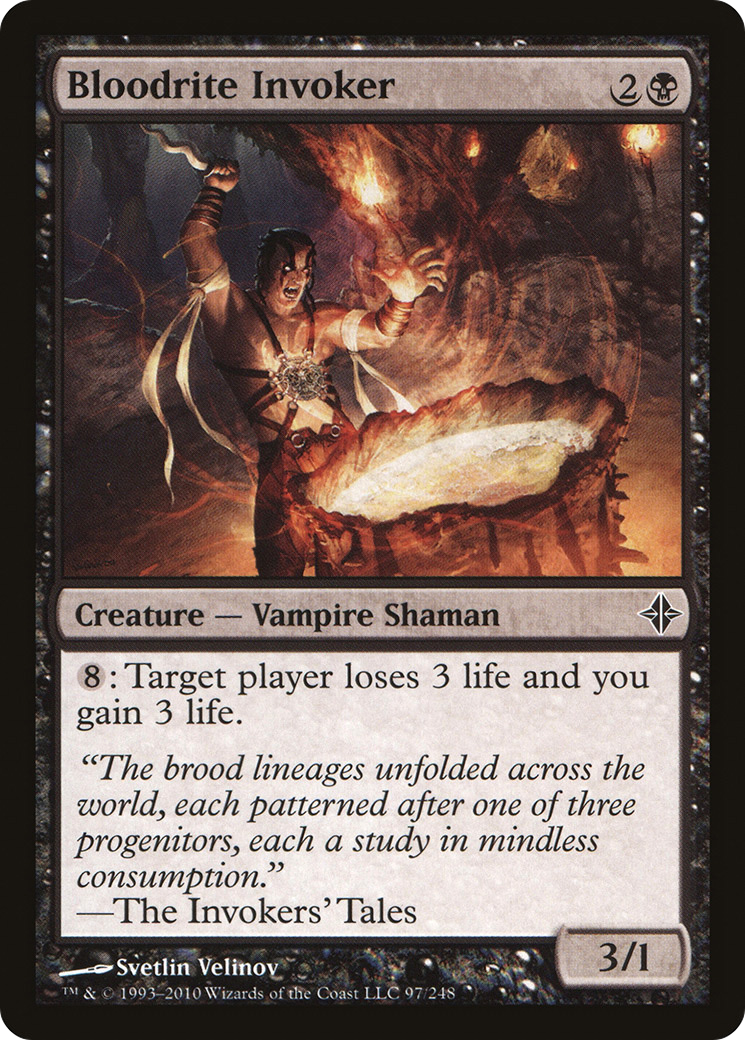 Bloodrite Invoker 2
Creature — Vampire Shaman
8: Target player loses 3 life and you
gain 3 life.
“The brood lineages unfolded across the
world, each patterned after one of three
progenitors, each a study in mindless
consumption.”
—The Invokers’ Tales
3/1
Svetlin Velinov
™ & © 1993–2010 Wizards of the Coast LLC 97/248